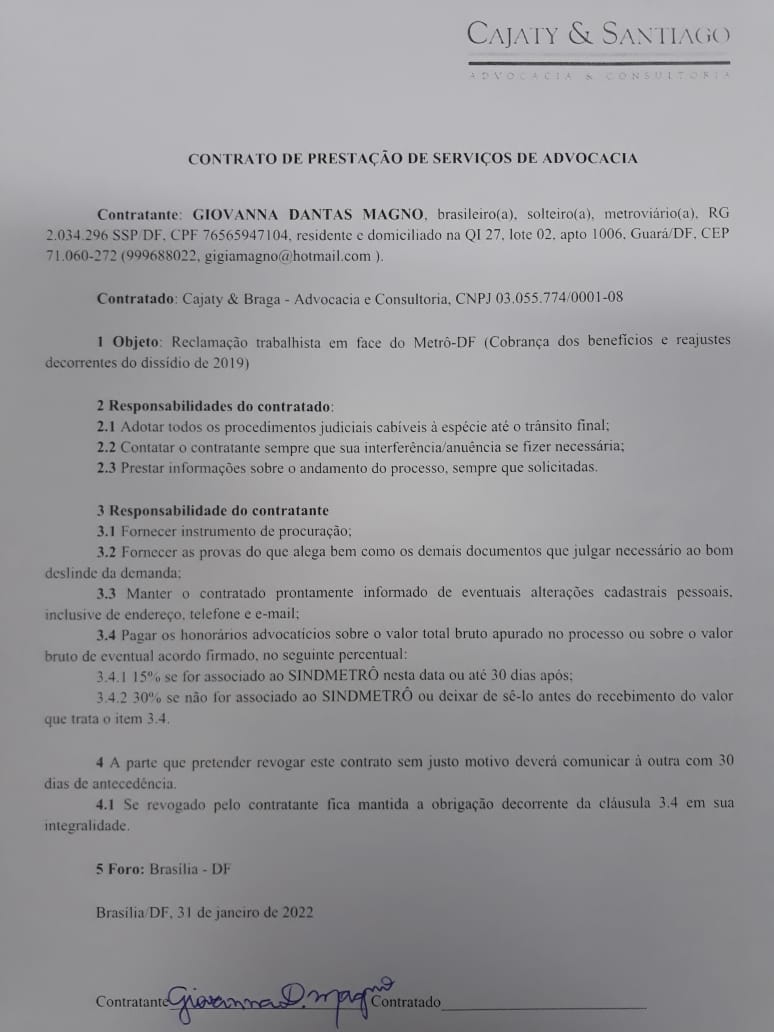 CAJATY & SANTIAGO
ADVOCACIA & CONSULTORIA
CONTRATO DE PRESTAÇÃO DE SERVIÇOS DE ADVOCACIA
Contratante: GIOVANNA DANTAS MAGNO, brasileiro(a), solteiro(a), metroviário(a), RG
2.034.296 SSP/DF, CPF 76565947104, residente e domiciliado na QI 27, lote 02, apto 1006, Guará/DF, CEP
71.060-272 (999688022, gigiamagno@hotmail.com ).
Contratado: Cajaty & Braga - Advocacia e Consultoria, CNPJ 03.055.774/0001-08
1 Objeto: Reclamação trabalhista em face do Metrô-DF (Cobrança dos benefícios e reajustes
decorrentes do dissídio de 2019)
2 Responsabilidades do contratado:
2.1 Adotar todos os procedimentos judiciais cabíveis à espécie até o trânsito final;
2.2 Contatar o contratante sempre que sua interferência/anuência se fizer necessária;
2.3 Prestar informações sobre o andamento do processo, sempre que solicitadas.
3 Responsabilidade do contratante
3.1 Fornecer instrumento de procuração;
3.2 Fornecer as provas do que alega bem como os demais documentos que julgar necessário ao bom
deslinde da demanda;
3.3 Manter o contratado prontamente informado de eventuais alterações cadastrais pessoais,
inclusive de endereço, telefone e e-mail;
3.4 Pagar os honorários advocatícios sobre o valor total bruto apurado no processo ou sobre o valor
bruto de eventual acordo firmado, no seguinte percentual:
3.4.1 15% se for associado ao SINDMETRÔ nesta data ou até 30 dias após;
3.4.2 30% se não for associado ao SINDMETRÔ ou deixar de sê-lo antes do recebimento do valor
que trata o item 3.4.
4 A parte que pretender revogar este contrato sem justo motivo deverá comunicar à outra com 30
dias de antecedência.
4.1 Se revogado pelo contratante fica mantida a obrigação decorrente da cláusula 3.4 em sua
integralidade.
5 Foro: Brasília - DF
Brasília/DF, 31 de janeiro de 2022
Contratante Giovanna D. Magno Contratado